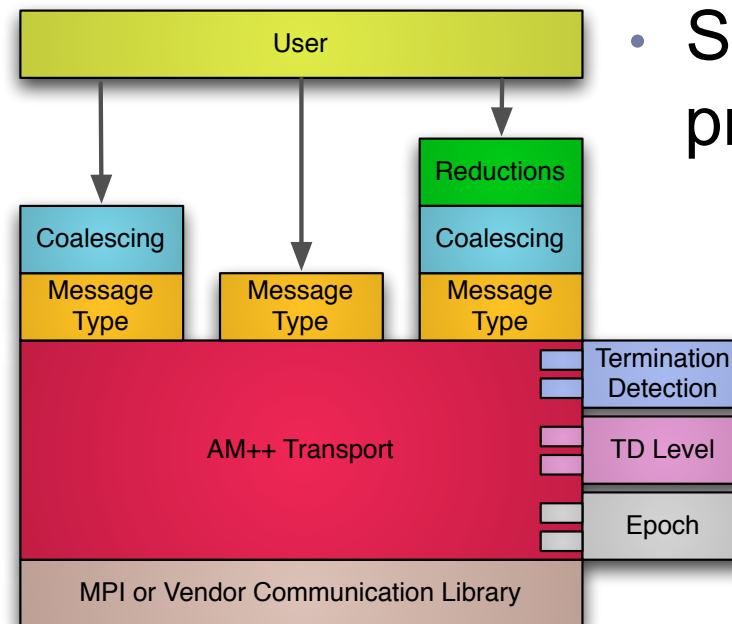 User
• S
pr
Reductions
Coalescing
Coalescing
Message
Type
Message
Type
Message
Type
Termination
Detection
AM++ Transport
TD Level
Epoch
MPI or Vendor Communication Library